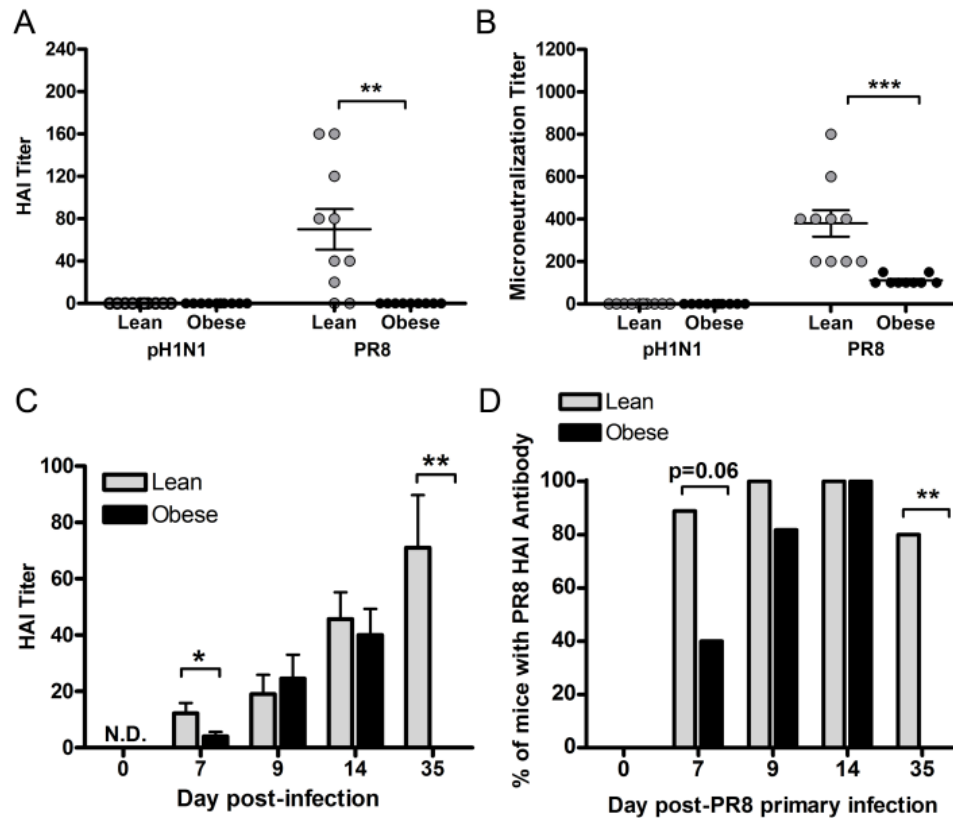 A
HAI Titer
240
200
160
120
80
40
0
**
Lean Obese Lean Obese
pH1N1 PR8
B
Microneutralization Titer
1200
1000
800
600
400
200
0
***
Lean Obese Lean Obese
pH1N1 PR8
C
HAI Titer
100
80
60
40
20
0
Lean
Obese
N.D.
*
**
0 7 9 14 35
Day post-infection
D
Lean
Obese
% of mice with PR8 HAI Antibody
100
80
60
40
20
0
p=0.06
**
0 7 9 14 35
Day post-PR8 primary infection